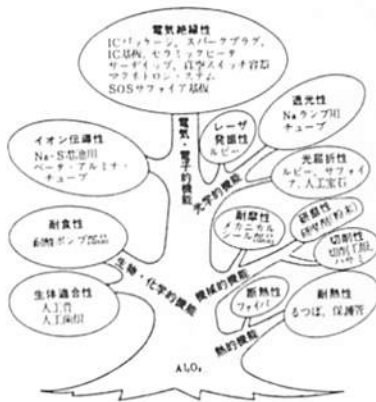 電気絶縁性
ICパッケージ、スパークプラグ、
IC基板、セラミックヒータ
サーディップ、真空スイッチ容器
マグネトロン・ステム
SOSサファイア基板
イオン伝導性
Na・S電池用
ベータ・アルミナ・
チューブ
耐食性
耐酸ポンプ部品
生体適合性
人工骨
人工歯根
電気・電子的機能
生物・化学的機能
レーザ
発振性
ルビー
透光性
Naランプ用
チューブ
光屈折性
ルビー、サファイ
ア、人工宝石
光学的機能
耐摩性
メカニカル
シール部品
研磨性
切削性
ハサミ
機械的機能
断熱性
ファイバ
耐熱性
るつぼ、保護管
熱的機能
Al₂O₃